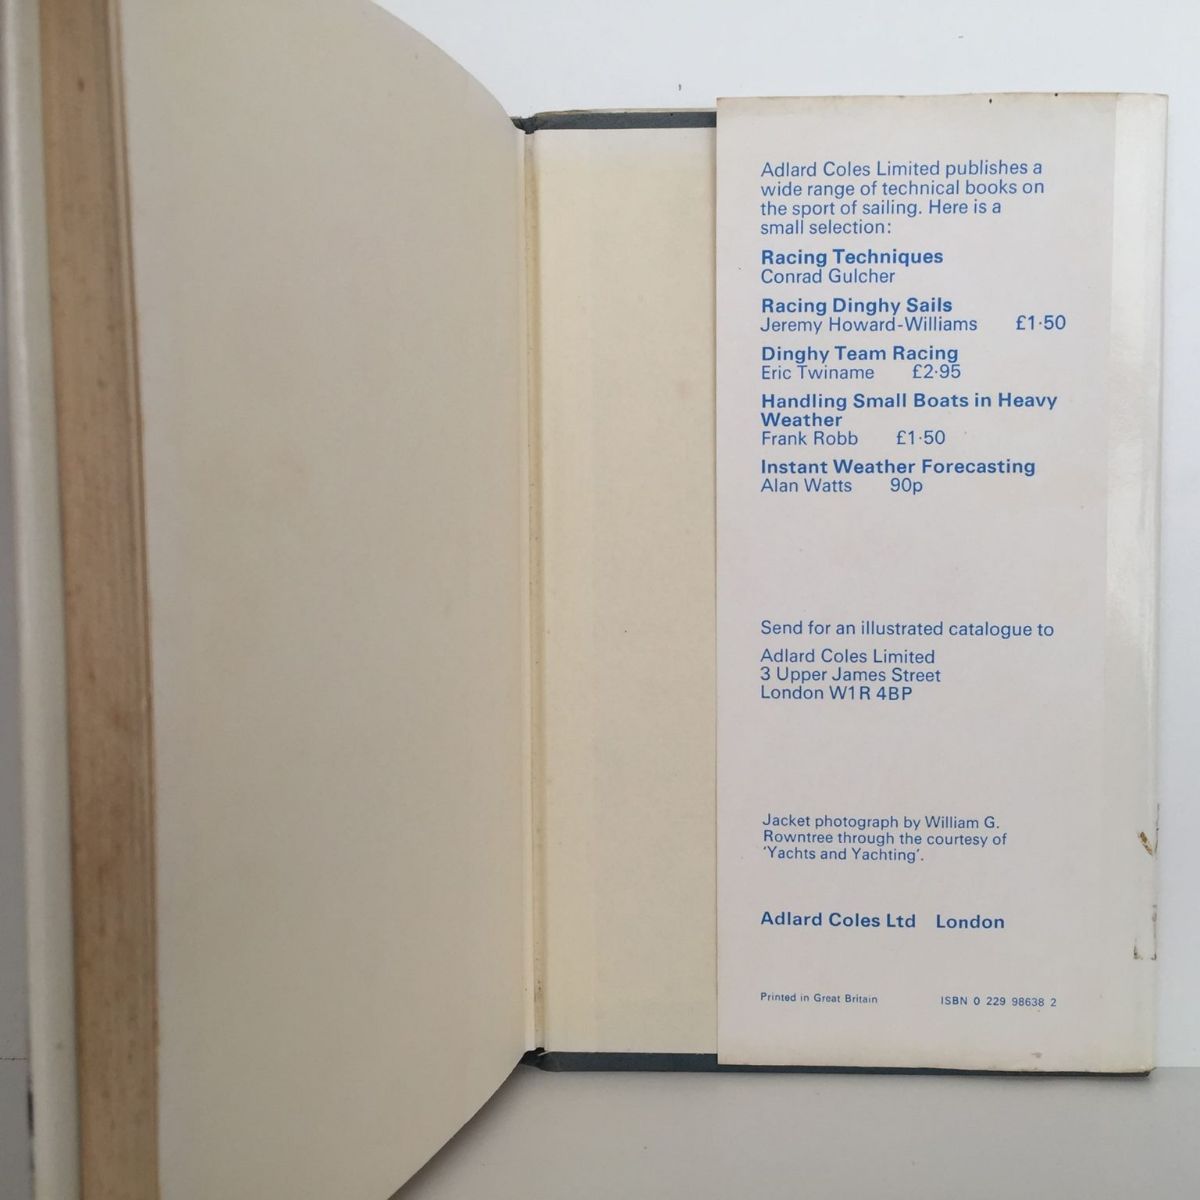 Adlard Coles Limited publishes a
wide range of technical books on
the sport of sailing. Here is a
small selection:
Racing Techniques
Conrad Gulcher
Racing Dinghy Sails
Jeremy Howard-Williams £1·50
Dinghy Team Racing
Eric Twiname £2·95
Handling Small Boats in Heavy
Weather
Frank Robb £1·50
Instant Weather Forecasting
Alan Watts 90p
Send for an illustrated catalogue to
Adlard Coles Limited
3 Upper James Street
London W1R 4BP
Jacket photograph by William G.
Rowntree through the courtesy of
'Yachts and Yachting'.
Adlard Coles Ltd London
Printed in Great Britain ISBN 0 229 98638 2